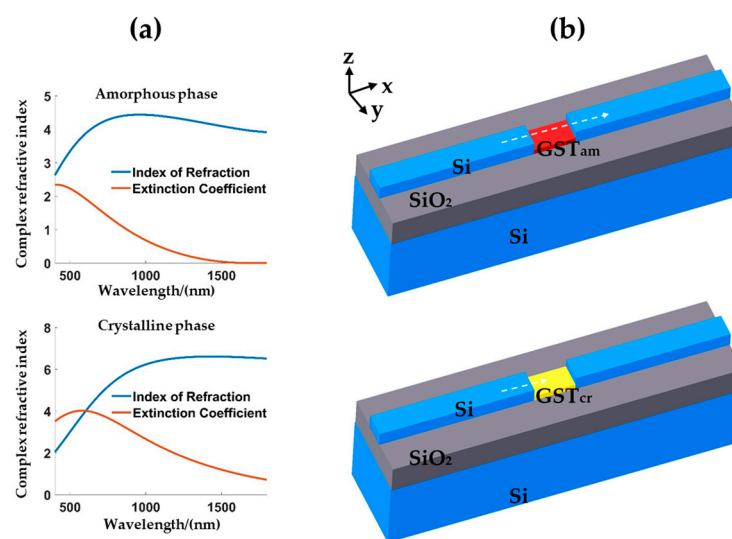 (a)
(b)
Amorphous phase
Complex refractive index
5
4
3
2
1
0
Index of Refraction
Extinction Coefficient
500
1000
1500
Wavelength/(nm)
z
x
y
Si
GSTam
SiO2
Si
Crystalline phase
Complex refractive index
8
6
4
2
0
Index of Refraction
Extinction Coefficient
500
1000
1500
Wavelength/(nm)
Si
GSTcr
SiO2
Si